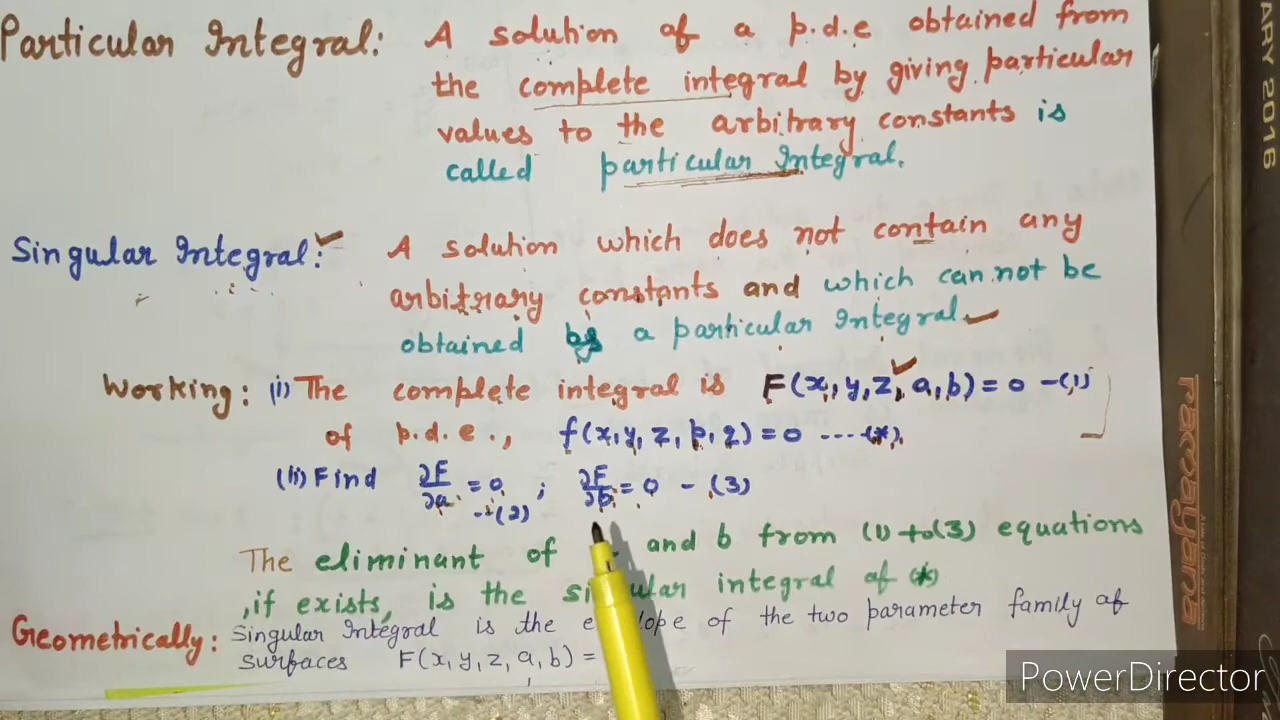 Particular Integral: A solution of a p.d.e obtained from
the complete integral by giving particular
values to the arbitrary constants is
called particular Integral.
Singular Integral: A solution which does not contain any
arbitrary constants and which can not be
obtained by a particular Integral
Working: (i) The complete integral is F(x, y, z, a, b) = 0 -(1)
of p.d.e., f(x, y, z, p, q) = 0 ----(*)
(ii) Find ∂F/∂a = 0 -(2) ; ∂F/∂b = 0 - (3)
The eliminant of and b from (1) to (3) equations
, if exists, is the integral of (*)
Geometrically: Singular Integral is the of the two parameter family of
surfaces F(x, y, z, a, b) =
ARY 2016
ramayana
PowerDirector